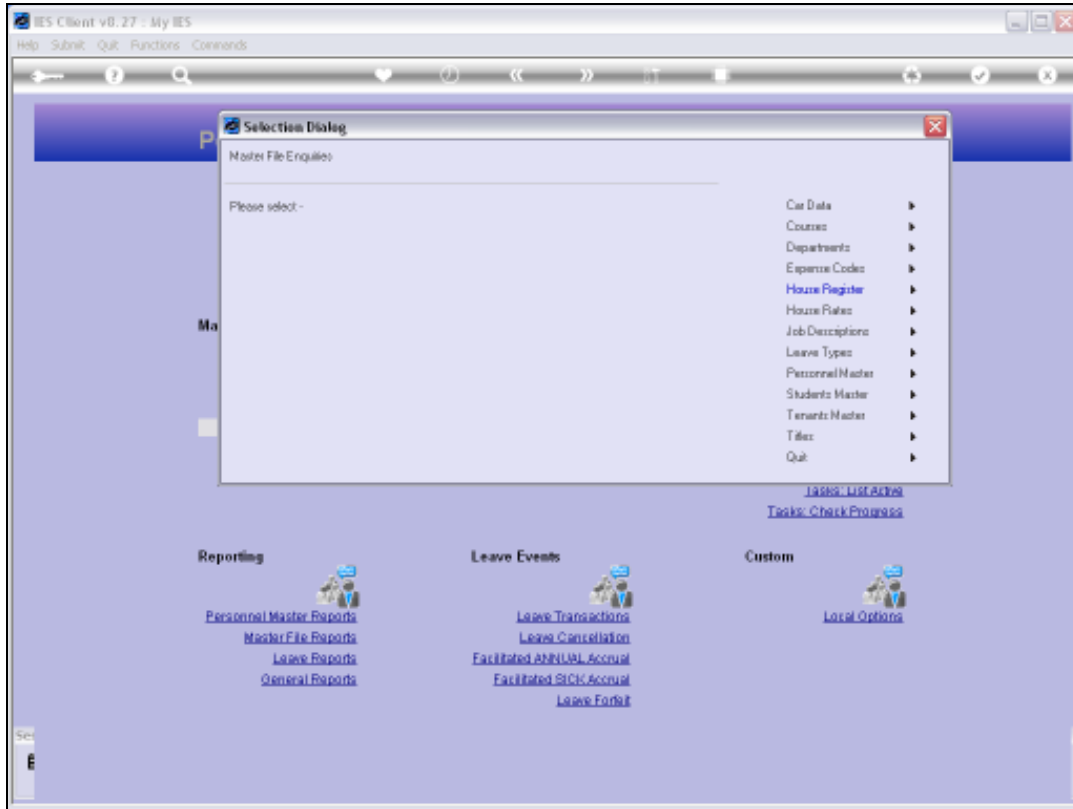 IES Client v8.27 : My IES
Help Submit Quit Functions Commands
Selection Dialog
Master File Enquiries
Please select -
Car Data
Courses
Departments
Expense Codes
House Register
House Rates
Job Descriptions
Leave Types
Personnel Master
Students Master
Tenants Master
Titles
Quit
Ma
Tasks: List Active
Tasks: Check Progress
Reporting
Leave Events
Custom
Personnel Master Reports
Master File Reports
Leave Reports
General Reports
Leave Transactions
Leave Cancellation
Facilitated ANNUAL Accrual
Facilitated SICK Accrual
Leave Forfeit
Local Options